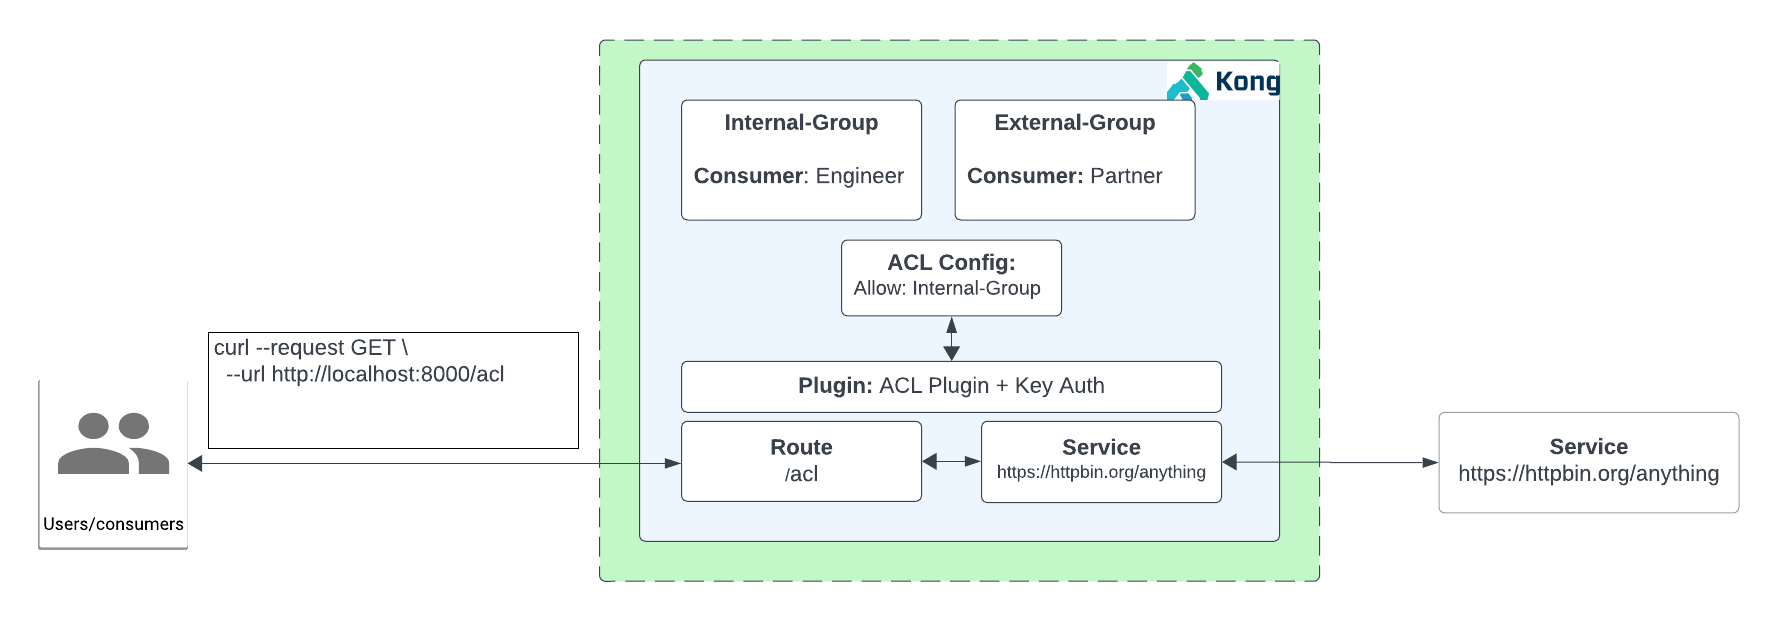 Kong
Internal-Group
Consumer: Engineer
External-Group
Consumer: Partner
ACL Config:
Allow: Internal-Group
curl --request GET \
--url http://localhost:8000/acl
Plugin: ACL Plugin + Key Auth
Users/consumers
Route
/acl
Service
https://httpbin.org/anything
Service
https://httpbin.org/anything